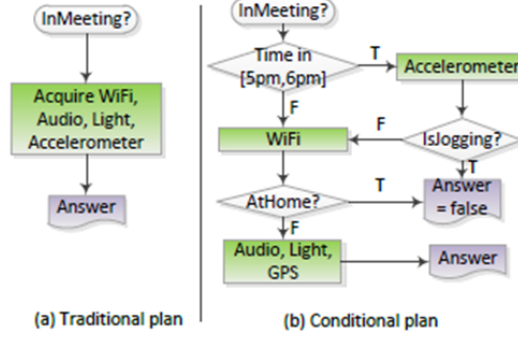 InMeeting?
Acquire WiFi,
Audio, Light,
Accelerometer
Answer
(a) Traditional plan
InMeeting?
Time in
[5pm,6pm]
T
Accelerometer
F
WiFi
F
IsJogging?
T
AtHome?
T
Answer
= false
F
Audio, Light,
GPS
Answer
(b) Conditional plan